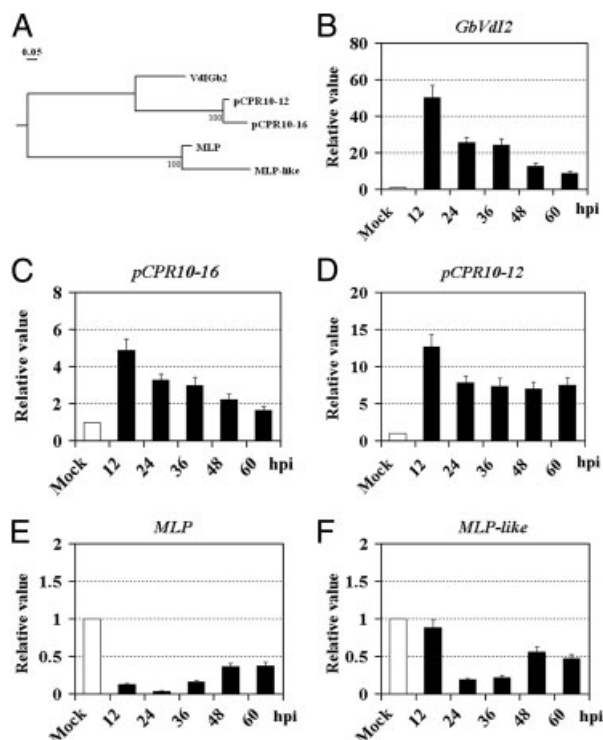 A
0.05
VdIGb2
pCPR10-12
100
pCPR10-16
MLP
100
MLP-like
B
GbVdI2
Relative value
80
60
40
20
0
Mock 12 24 36 48 60 hpi
C
pCPR10-16
Relative value
8
6
4
2
0
Mock 12 24 36 48 60 hpi
D
pCPR10-12
Relative value
20
15
10
5
0
Mock 12 24 36 48 60 hpi
E
MLP
Relative value
2
1.5
1
0.5
0
Mock 12 24 36 48 60 hpi
F
MLP-like
Relative value
2
1.5
1
0.5
0
Mock 12 24 36 48 60 hpi